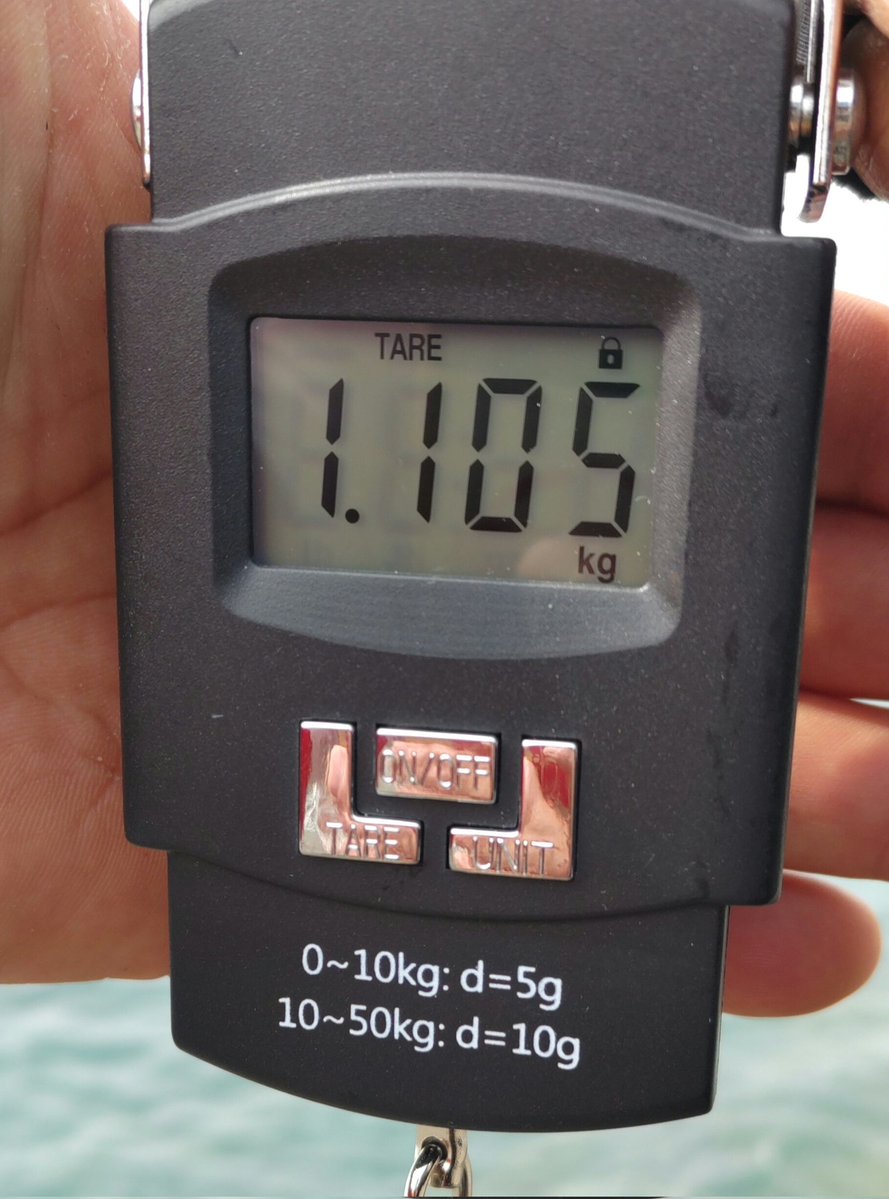 TARE
1.105
kg
ON/OFF
TARE
UNIT
0~10kg: d=5g
10~50kg: d=10g